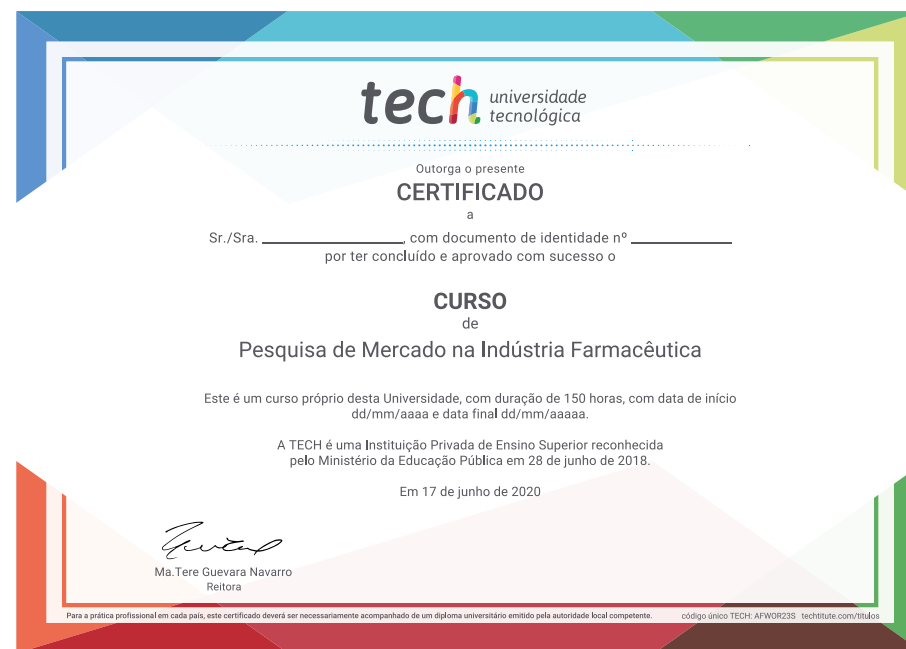 tech universidade
tecnológica
Outorga o presente
CERTIFICADO
a
Sr./Sra. ________________, com documento de identidade nº ____________
por ter concluído e aprovado com sucesso o
CURSO
de
Pesquisa de Mercado na Indústria Farmacêutica
Este é um curso próprio desta Universidade, com duração de 150 horas, com data de início
dd/mm/aaaa e data final dd/mm/aaaaa.
A TECH é uma Instituição Privada de Ensino Superior reconhecida
pelo Ministério da Educação Pública em 28 de junho de 2018.
Em 17 de junho de 2020
Ma.Tere Guevara Navarro
Reitora
Para a prática profissional em cada país, este certificado deverá ser necessariamente acompanhado de um diploma universitário emitido pela autoridade local competente. código único TECH: AFWOR23S techtitute.com/titulos